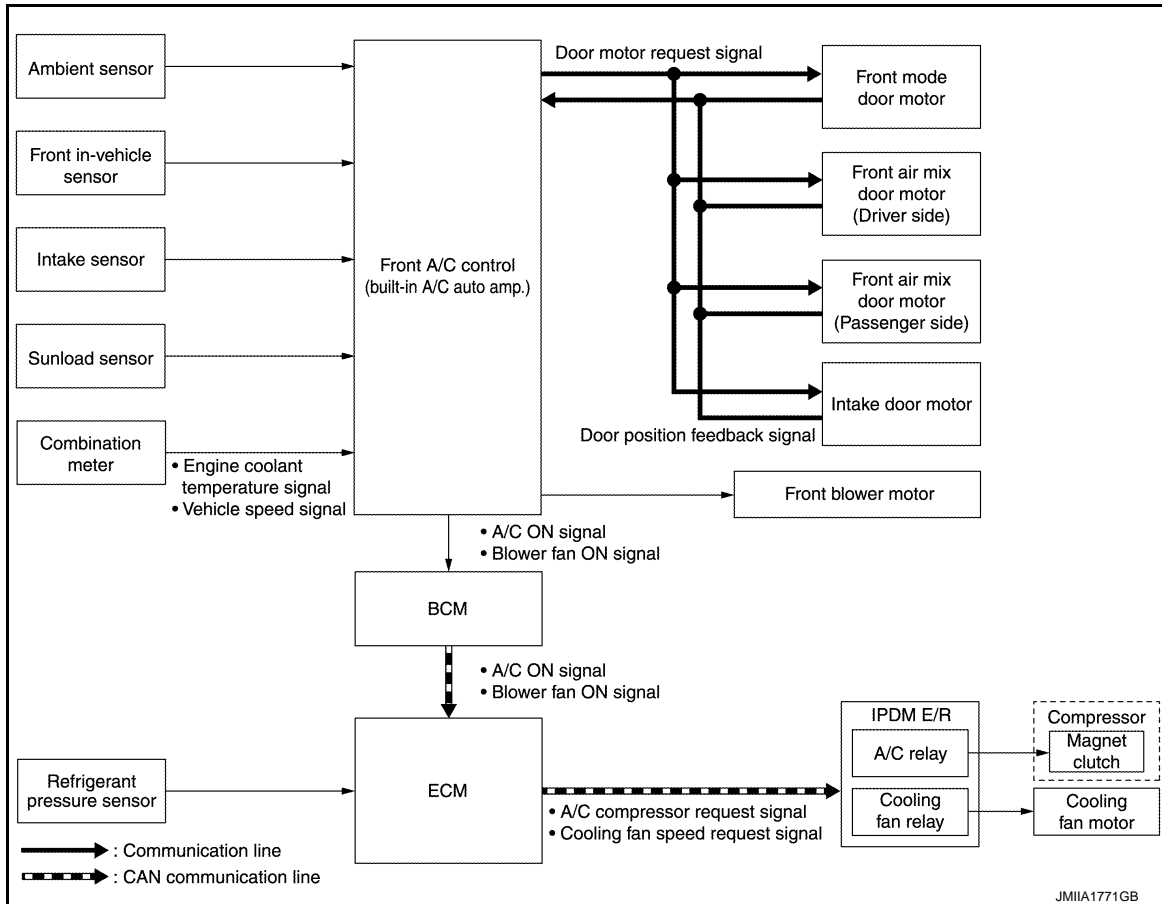 Ambient sensor
Front in-vehicle
sensor
Intake sensor
Sunload sensor
Combination
meter
• Engine coolant
temperature signal
• Vehicle speed signal
Front A/C control
(built-in A/C auto amp.)
Door motor request signal
Front mode
door motor
Front air mix
door motor
(Driver side)
Front air mix
door motor
(Passenger side)
Intake door motor
Door position feedback signal
Front blower motor
• A/C ON signal
• Blower fan ON signal
BCM
• A/C ON signal
• Blower fan ON signal
Refrigerant
pressure sensor
ECM
• A/C compressor request signal
• Cooling fan speed request signal
IPDM E/R
A/C relay
Cooling
fan relay
Compressor
Magnet
clutch
Cooling
fan motor
: Communication line
: CAN communication line
JMIIA1771GB